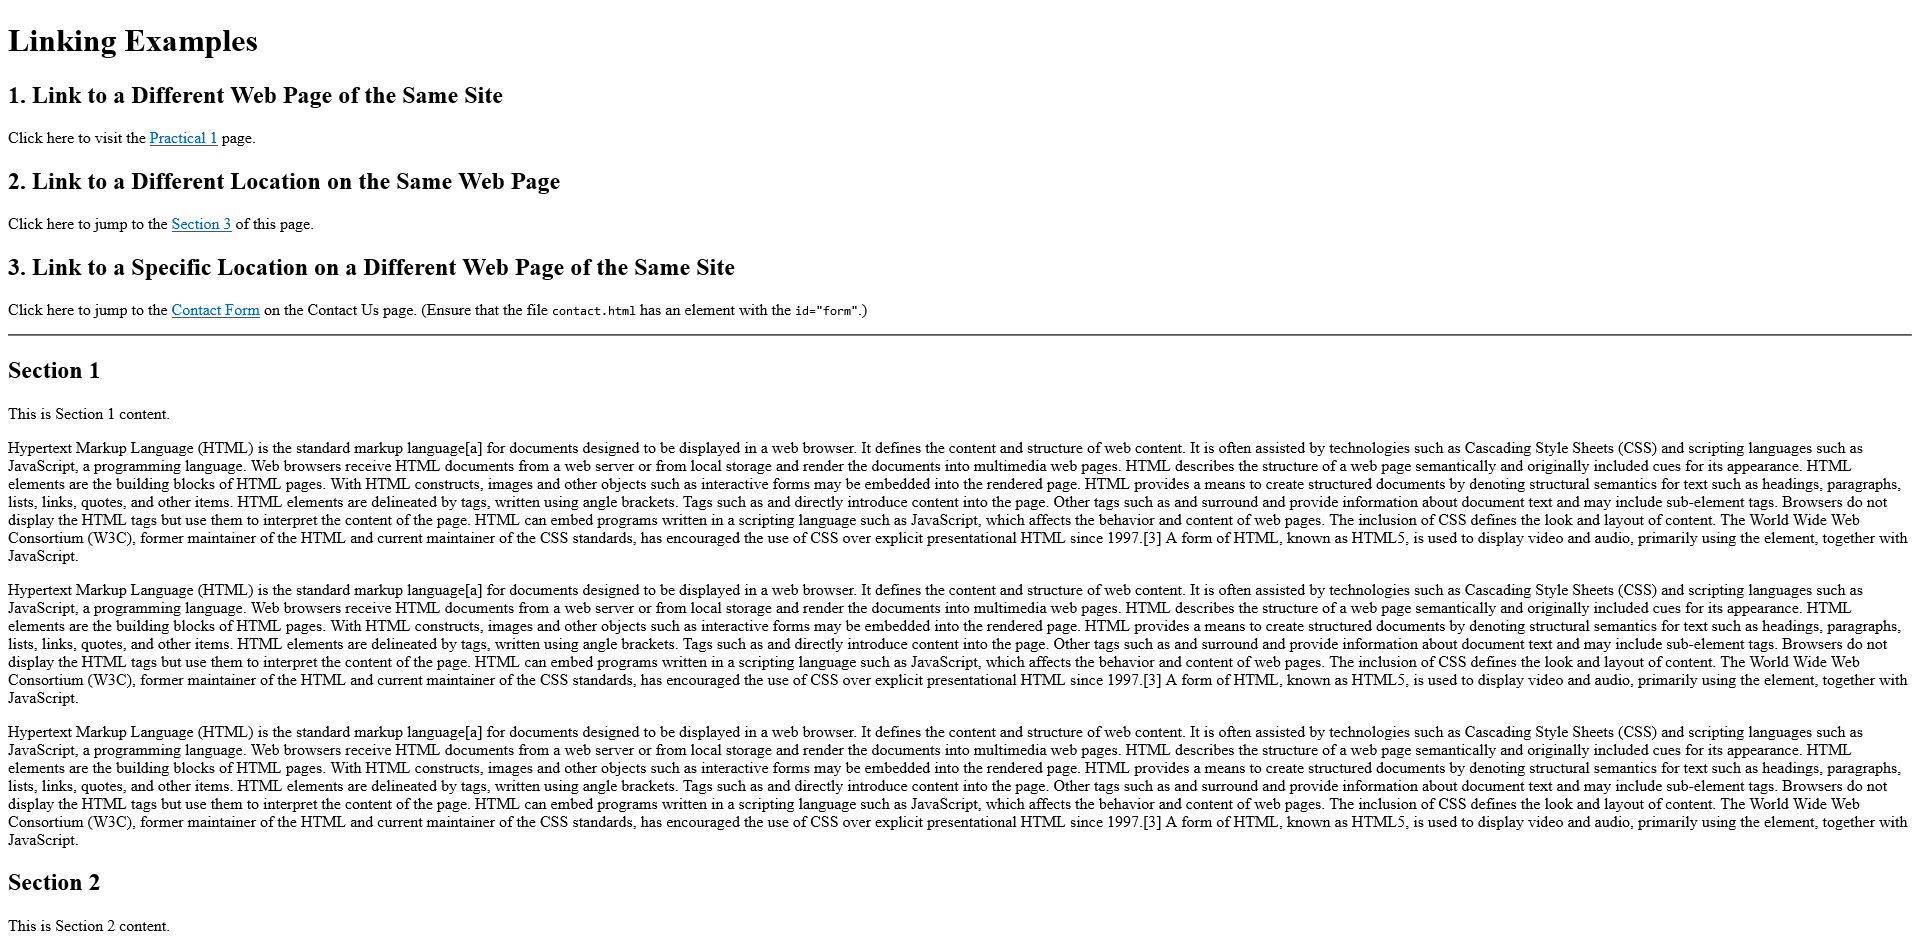 Linking Examples
1. Link to a Different Web Page of the Same Site
Click here to visit the Practical 1 page.
2. Link to a Different Location on the Same Web Page
Click here to jump to the Section 3 of this page.
3. Link to a Specific Location on a Different Web Page of the Same Site
Click here to jump to the Contact Form on the Contact Us page. (Ensure that the file contact.html has an element with the id="form".)
Section 1
This is Section 1 content.
Hypertext Markup Language (HTML) is the standard markup language[a] for documents designed to be displayed in a web browser. It defines the content and structure of web content. It is often assisted by technologies such as Cascading Style Sheets (CSS) and scripting languages such as
JavaScript, a programming language. Web browsers receive HTML documents from a web server or from local storage and render the documents into multimedia web pages. HTML describes the structure of a web page semantically and originally included cues for its appearance. HTML
elements are the building blocks of HTML pages. With HTML constructs, images and other objects such as interactive forms may be embedded into the rendered page. HTML provides a means to create structured documents by denoting structural semantics for text such as headings, paragraphs,
lists, links, quotes, and other items. HTML elements are delineated by tags, written using angle brackets. Tags such as and directly introduce content into the page. Other tags such as and surround and provide information about document text and may include sub-element tags. Browsers do not
display the HTML tags but use them to interpret the content of the page. HTML can embed programs written in a scripting language such as JavaScript, which affects the behavior and content of web pages. The inclusion of CSS defines the look and layout of content. The World Wide Web
Consortium (W3C), former maintainer of the HTML and current maintainer of the CSS standards, has encouraged the use of CSS over explicit presentational HTML since 1997.[3] A form of HTML, known as HTML5, is used to display video and audio, primarily using the element, together with
JavaScript.
Hypertext Markup Language (HTML) is the standard markup language[a] for documents designed to be displayed in a web browser. It defines the content and structure of web content. It is often assisted by technologies such as Cascading Style Sheets (CSS) and scripting languages such as
JavaScript, a programming language. Web browsers receive HTML documents from a web server or from local storage and render the documents into multimedia web pages. HTML describes the structure of a web page semantically and originally included cues for its appearance. HTML
elements are the building blocks of HTML pages. With HTML constructs, images and other objects such as interactive forms may be embedded into the rendered page. HTML provides a means to create structured documents by denoting structural semantics for text such as headings, paragraphs,
lists, links, quotes, and other items. HTML elements are delineated by tags, written using angle brackets. Tags such as and directly introduce content into the page. Other tags such as and surround and provide information about document text and may include sub-element tags. Browsers do not
display the HTML tags but use them to interpret the content of the page. HTML can embed programs written in a scripting language such as JavaScript, which affects the behavior and content of web pages. The inclusion of CSS defines the look and layout of content. The World Wide Web
Consortium (W3C), former maintainer of the HTML and current maintainer of the CSS standards, has encouraged the use of CSS over explicit presentational HTML since 1997.[3] A form of HTML, known as HTML5, is used to display video and audio, primarily using the element, together with
JavaScript.
Hypertext Markup Language (HTML) is the standard markup language[a] for documents designed to be displayed in a web browser. It defines the content and structure of web content. It is often assisted by technologies such as Cascading Style Sheets (CSS) and scripting languages such as
JavaScript, a programming language. Web browsers receive HTML documents from a web server or from local storage and render the documents into multimedia web pages. HTML describes the structure of a web page semantically and originally included cues for its appearance. HTML
elements are the building blocks of HTML pages. With HTML constructs, images and other objects such as interactive forms may be embedded into the rendered page. HTML provides a means to create structured documents by denoting structural semantics for text such as headings, paragraphs,
lists, links, quotes, and other items. HTML elements are delineated by tags, written using angle brackets. Tags such as and directly introduce content into the page. Other tags such as and surround and provide information about document text and may include sub-element tags. Browsers do not
display the HTML tags but use them to interpret the content of the page. HTML can embed programs written in a scripting language such as JavaScript, which affects the behavior and content of web pages. The inclusion of CSS defines the look and layout of content. The World Wide Web
Consortium (W3C), former maintainer of the HTML and current maintainer of the CSS standards, has encouraged the use of CSS over explicit presentational HTML since 1997.[3] A form of HTML, known as HTML5, is used to display video and audio, primarily using the element, together with
JavaScript.
Section 2
This is Section 2 content.